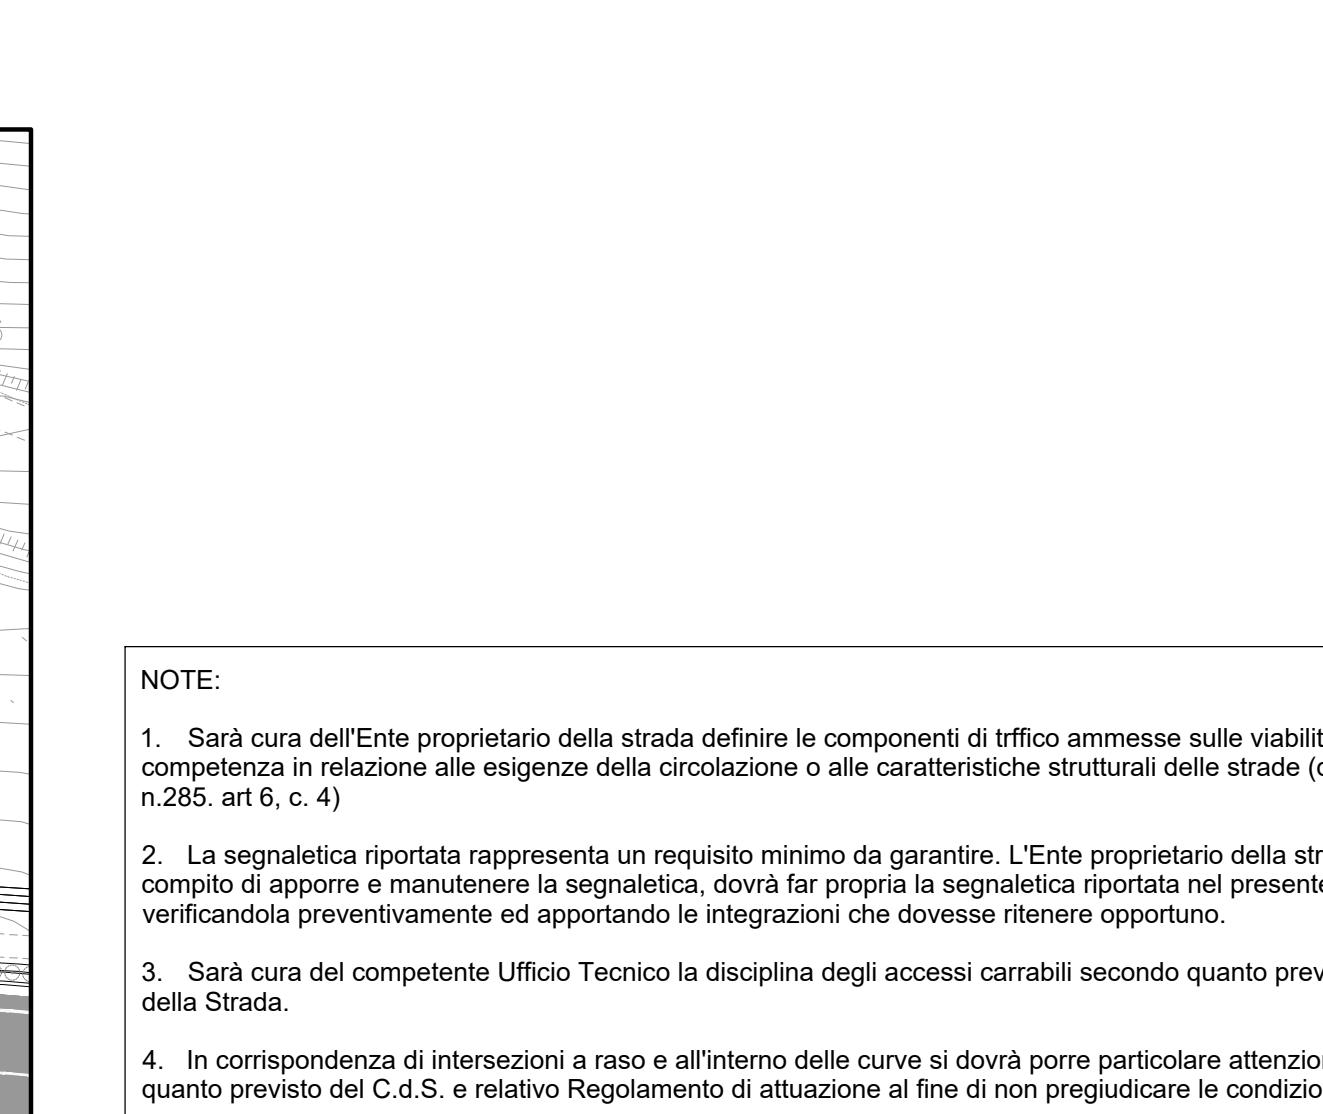 NOTE:
1. Sarà cura dell'Ente proprietario della strada definire le componenti di trffico ammesse sulle viabilit
competenza in relazione alle esigenze della circolazione o alle caratteristiche strutturali delle strade (
n.285. art 6, c. 4)
2. La segnaletica riportata rappresenta un requisito minimo da garantire. L'Ente proprietario della str
compito di apporre e manutenere la segnaletica, dovrà far propria la segnaletica riportata nel presente
verificandola preventivamente ed apportando le integrazioni che dovesse ritenere opportuno.
3. Sarà cura del competente Ufficio Tecnico la disciplina degli accessi carrabili secondo quanto prev
della Strada.
4. In corrispondenza di intersezioni a raso e all'interno delle curve si dovrà porre particolare attenzio
quanto previsto del C.d.S. e relativo Regolamento di attuazione al fine di non pregiudicare le condizio